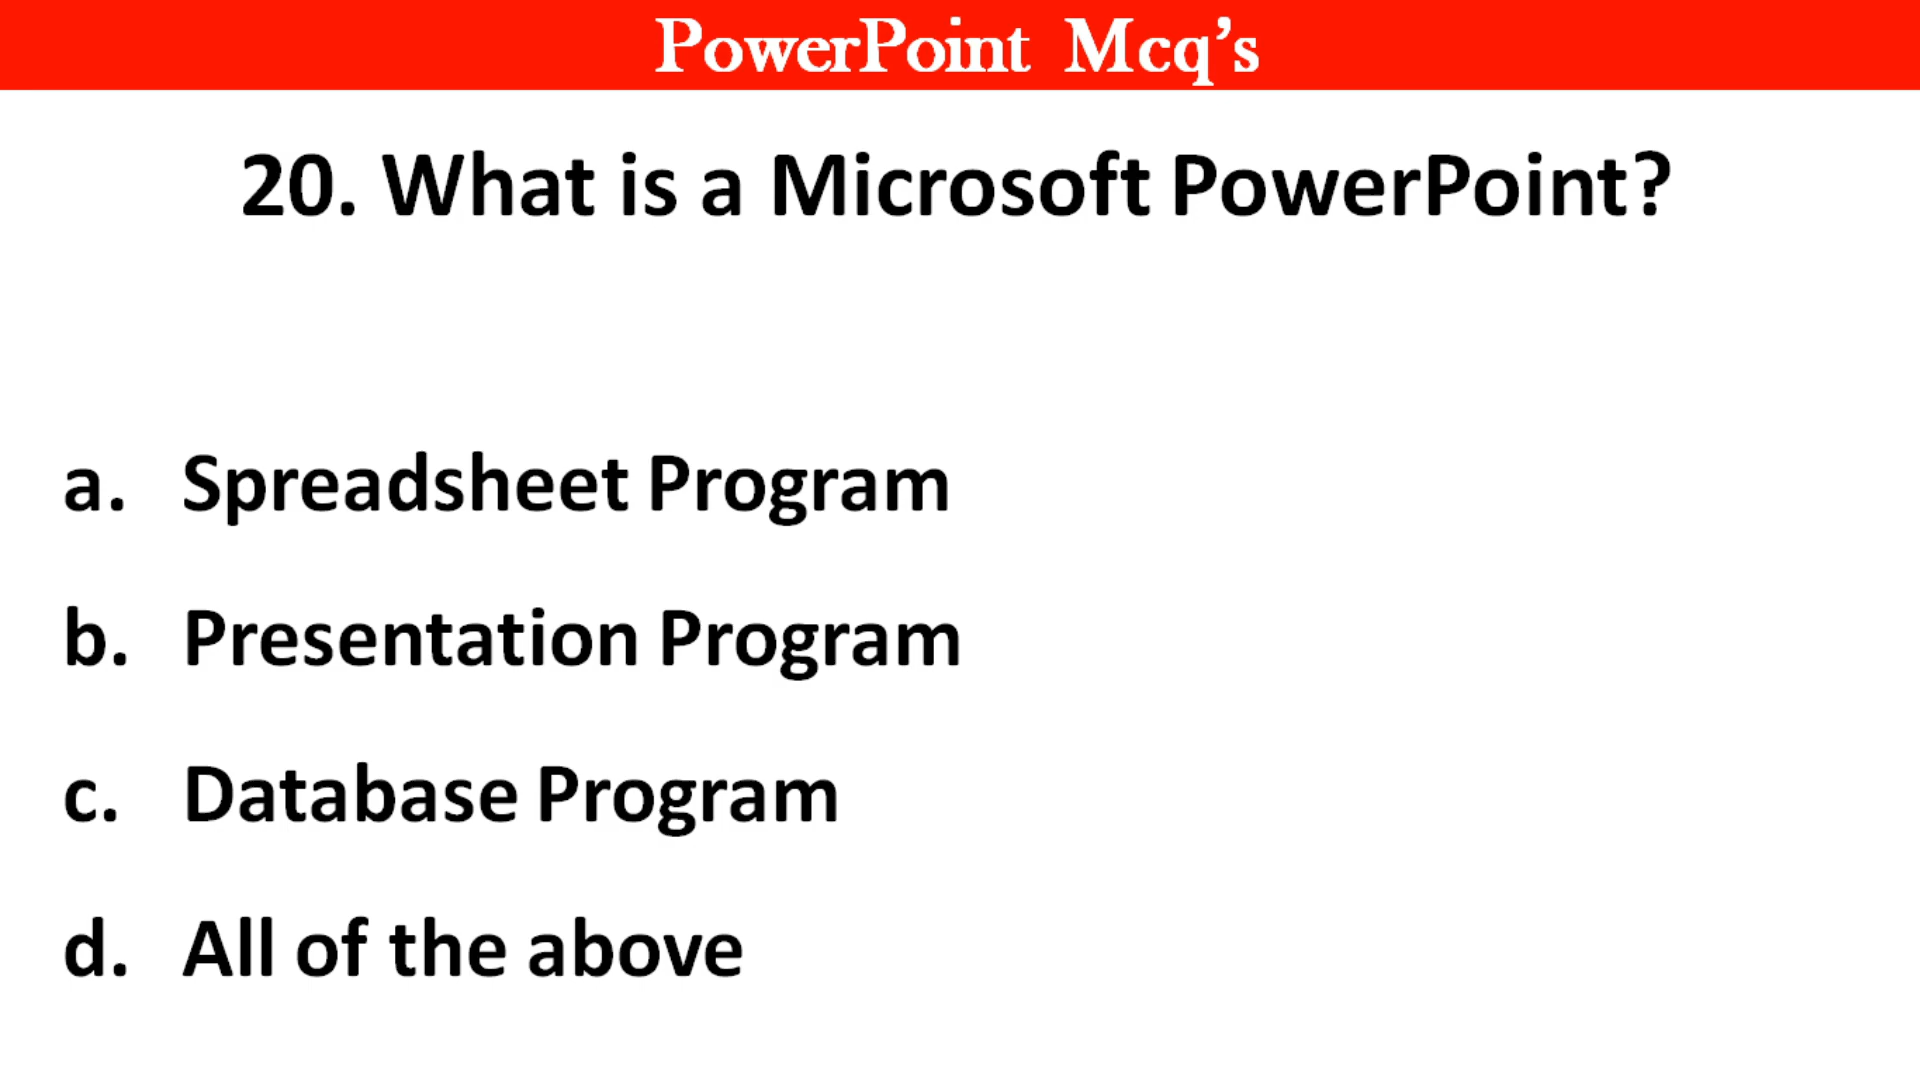 PowerPoint Mcq’s
20. What is a Microsoft PowerPoint?
a. Spreadsheet Program
b. Presentation Program
c. Database Program
d. All of the above